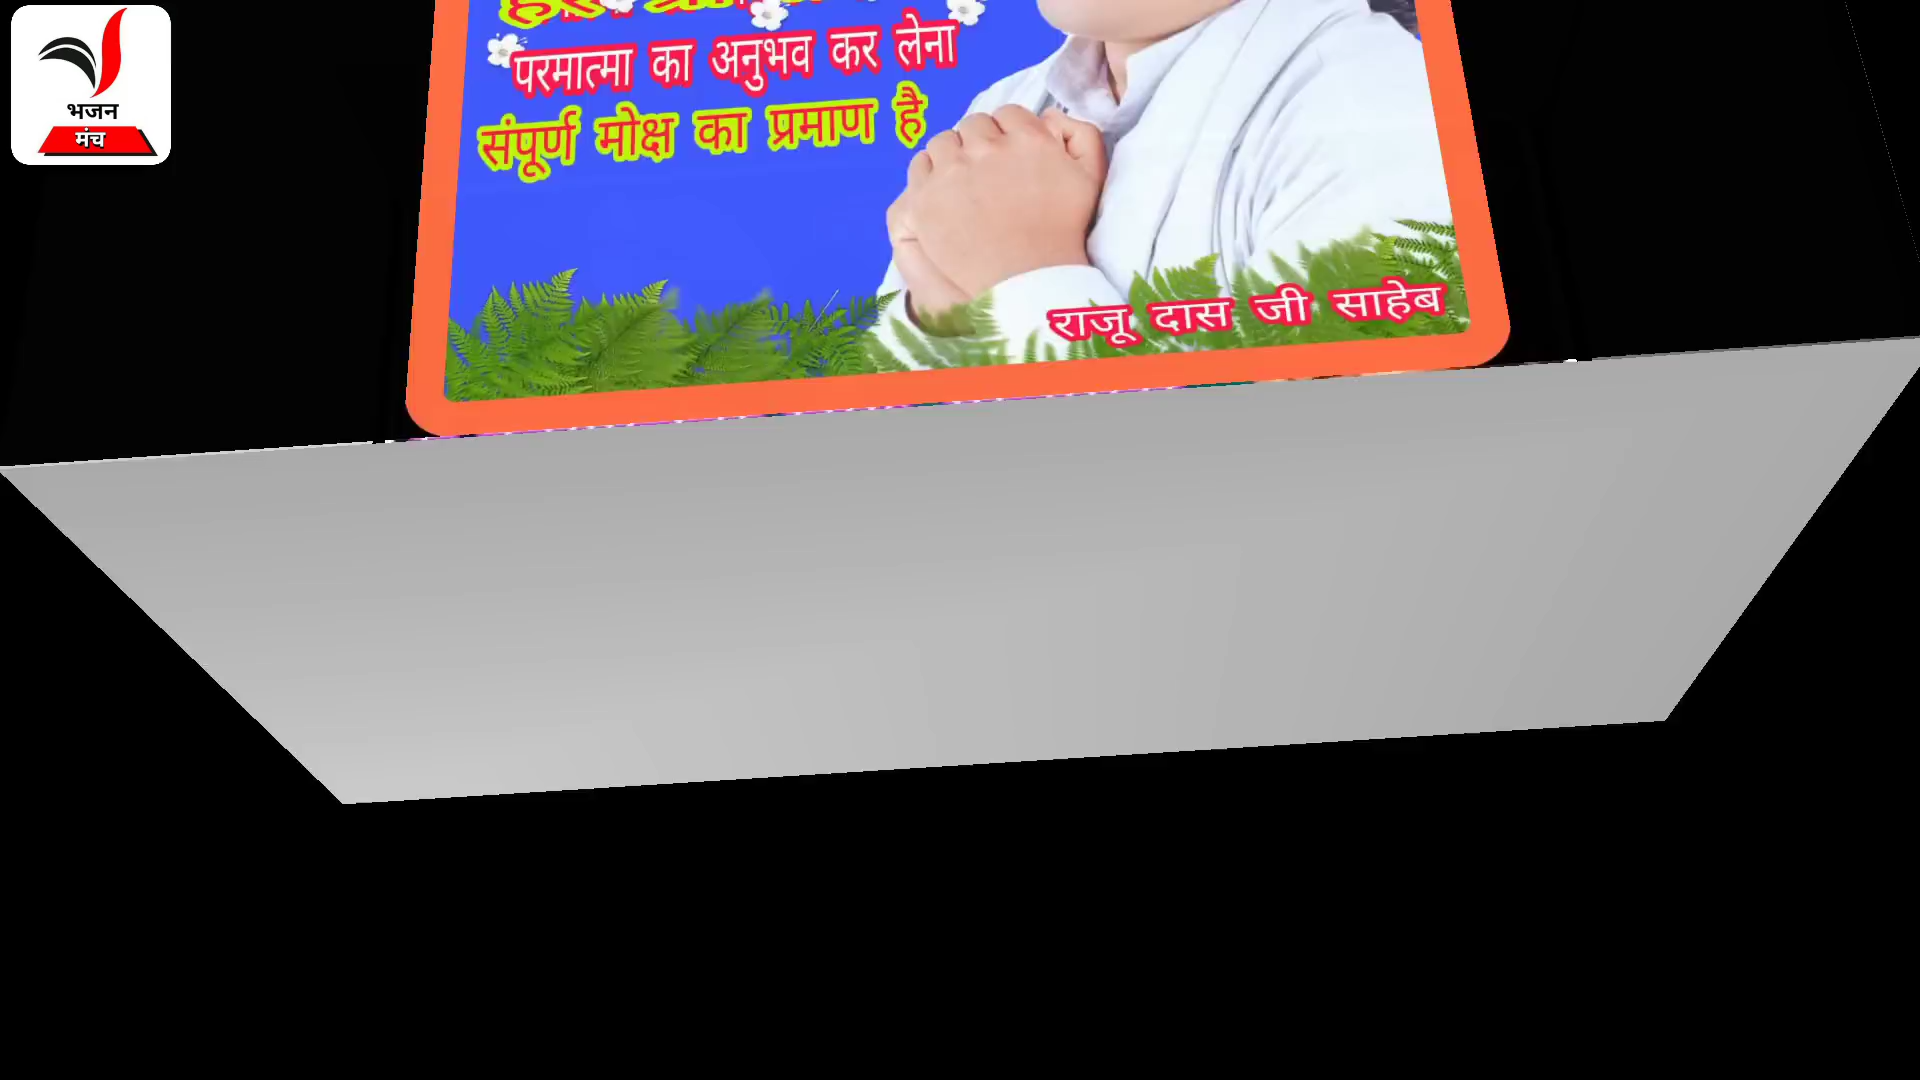 भजन
मंच
परमात्मा का अनुभव कर लेना
संपूर्ण मोक्ष का प्रमाण है
राजू दास जी साहेब